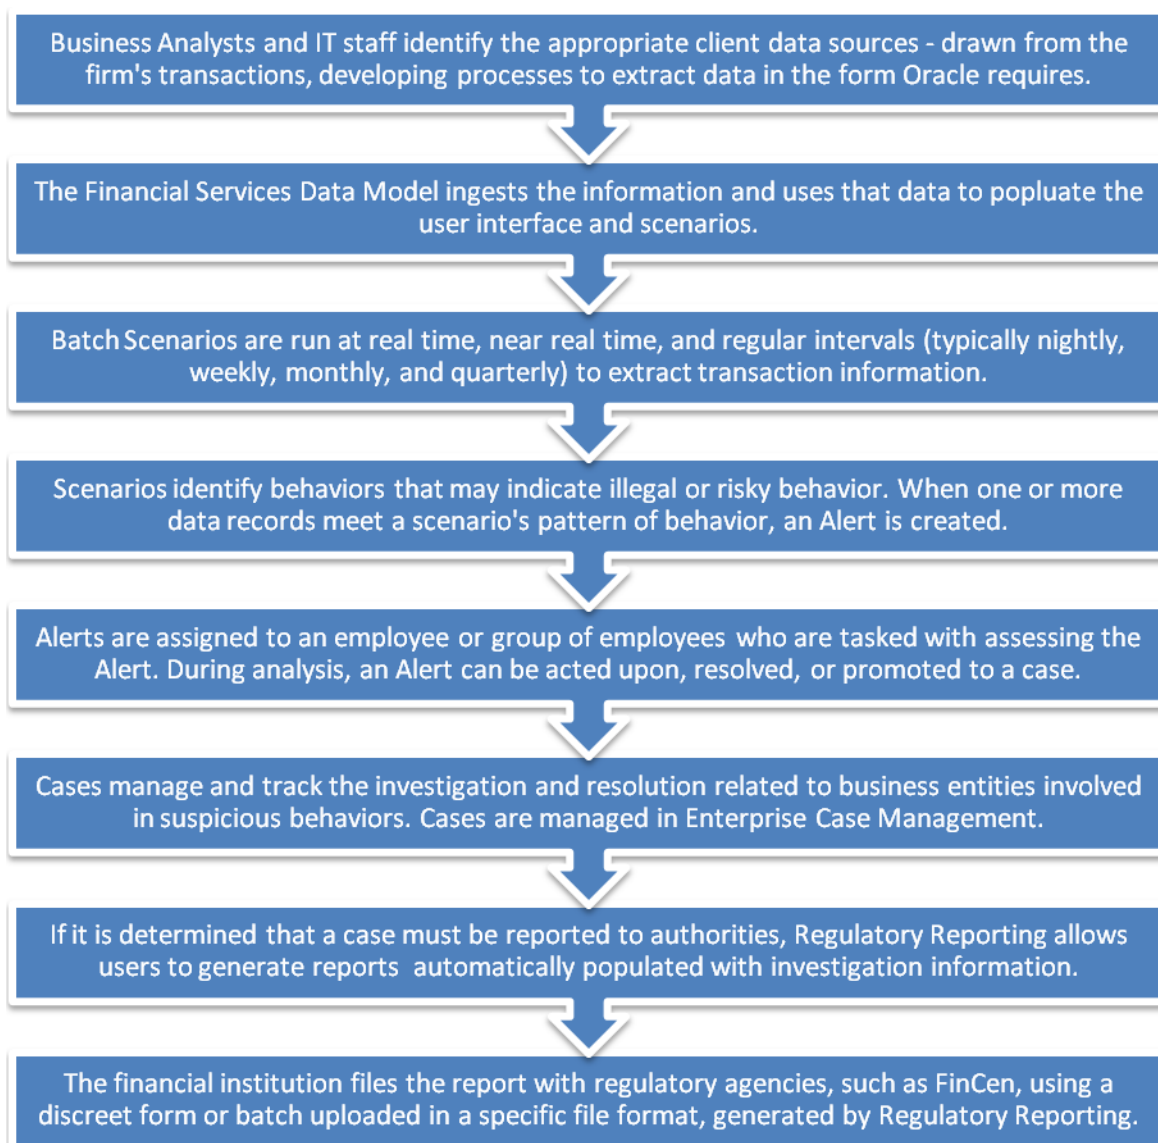 Business Analysts and IT staff identify the appropriate client data sources - drawn from the
firm's transactions, developing processes to extract data in the form Oracle requires.
The Financial Services Data Model ingests the information and uses that data to popluate the
user interface and scenarios.
Batch Scenarios are run at real time, near real time, and regular intervals (typically nightly,
weekly, monthly, and quarterly) to extract transaction information.
Scenarios identify behaviors that may indicate illegal or risky behavior. When one or more
data records meet a scenario's pattern of behavior, an Alert is created.
Alerts are assigned to an employee or group of employees who are tasked with assessing the
Alert. During analysis, an Alert can be acted upon, resolved, or promoted to a case.
Cases manage and track the investigation and resolution related to business entities involved
in suspicious behaviors. Cases are managed in Enterprise Case Management.
If it is determined that a case must be reported to authorities, Regulatory Reporting allows
users to generate reports automatically populated with investigation information.
The financial institution files the report with regulatory agencies, such as FinCen, using a
discreet form or batch uploaded in a specific file format, generated by Regulatory Reporting.